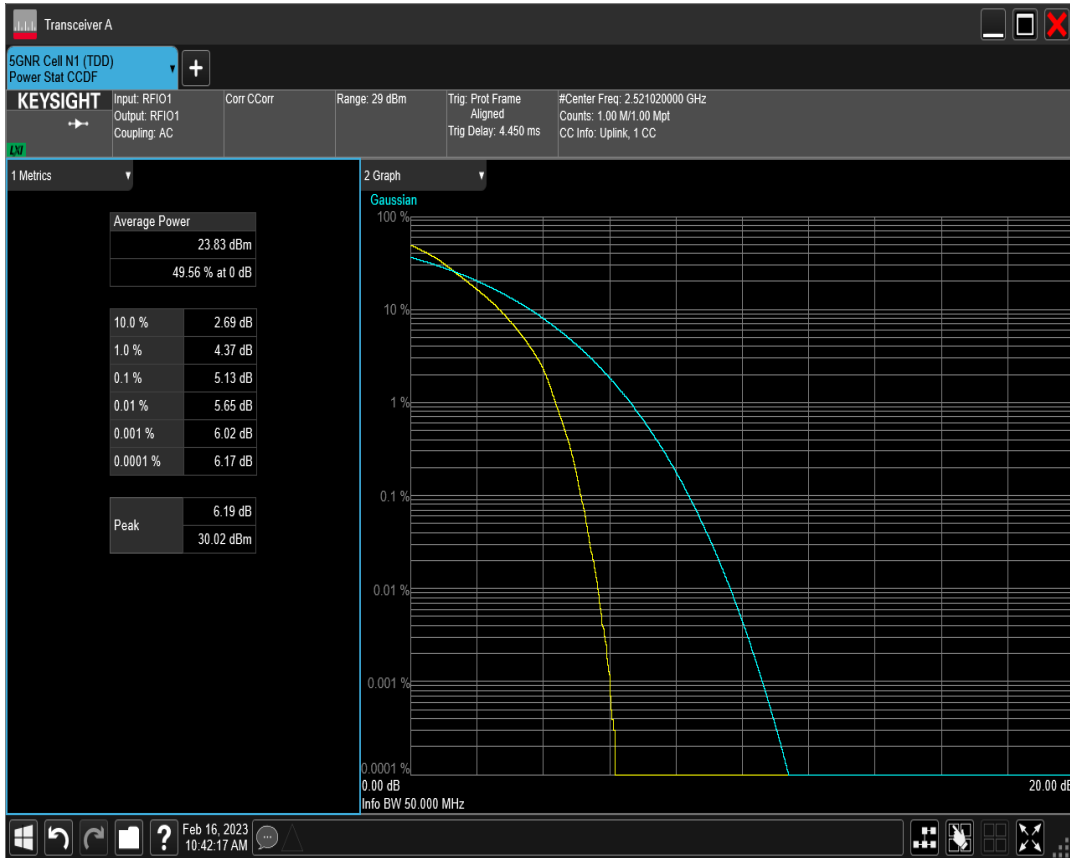 Transceiver A
5GNR Cell N1 (TDD)
Power Stat CCDF
+
KEYSIGHT
LXI
Input: RFIO1
Output: RFIO1
Coupling: AC
Corr CCorr
Range: 29 dBm
Trig: Prot Frame
Aligned
Trig Delay: 4.450 ms
#Center Freq: 2.521020000 GHz
Counts: 1.00 M/1.00 Mpt
CC Info: Uplink, 1 CC
1 Metrics
Average Power
23.83 dBm
49.56 % at 0 dB
10.0 % 2.69 dB
1.0 % 4.37 dB
0.1 % 5.13 dB
0.01 % 5.65 dB
0.001 % 6.02 dB
0.0001 % 6.17 dB
Peak
6.19 dB
30.02 dBm
2 Graph
Gaussian
100 %
10 %
1 %
0.1 %
0.01 %
0.001 %
0.0001 %
0.00 dB 20.00 dB
Info BW 50.000 MHz
?
Feb 16, 2023
10:42:17 AM